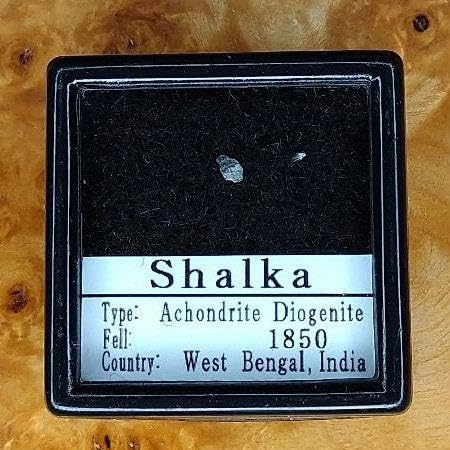 Shalka
Type: Achondrite Diogenite
Fell: 1850
Country: West Bengal, India